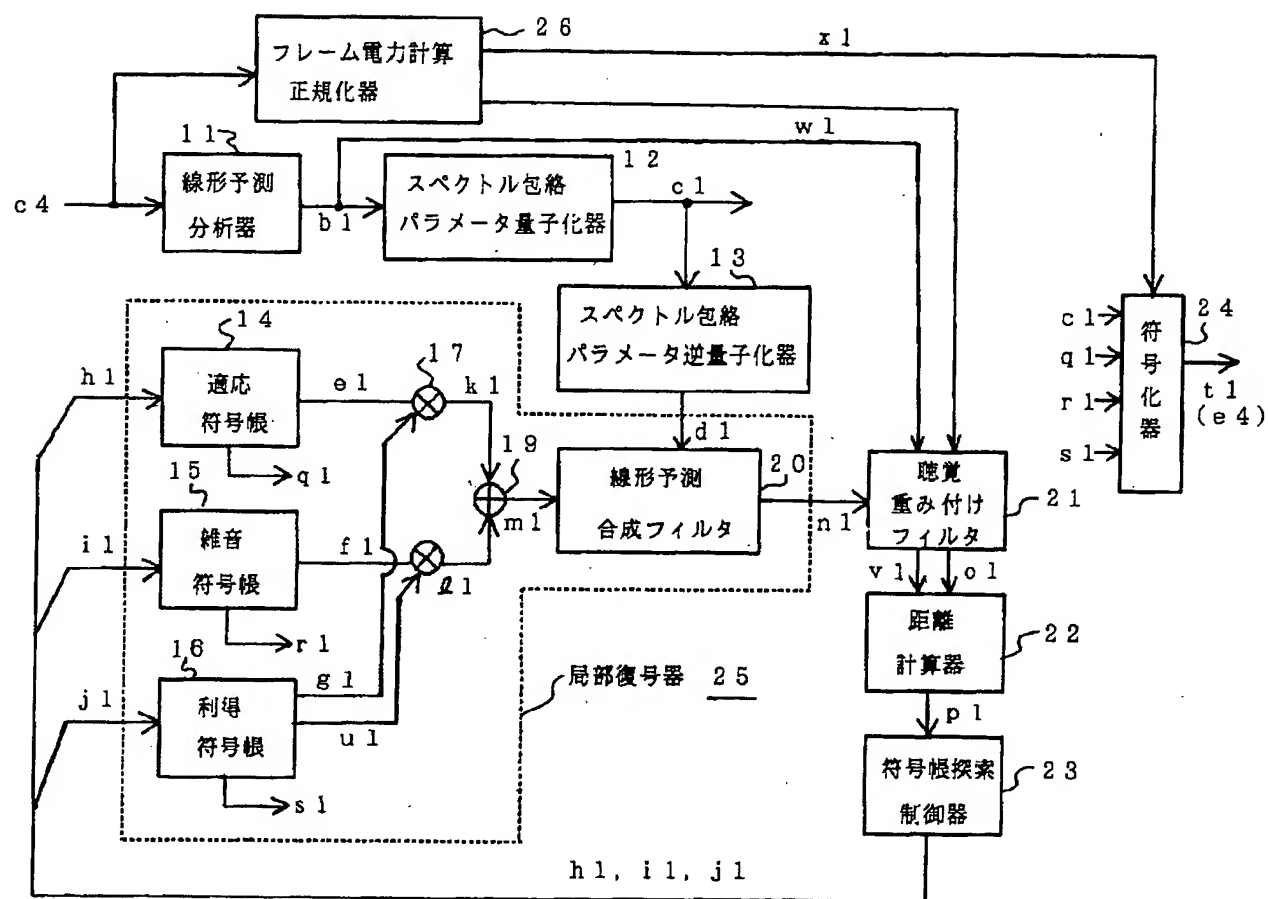 26
フレーム電力計算
正規化器
x1
w1
11
線形予測
分析器
c4
b1
12
スペクトル包絡
パラメータ量子化器
c1
13
スペクトル包絡
パラメータ逆量子化器
d1
14
適応
符号帳
h1
e1
q1
17
k1
19
m1
20
線形予測
合成フィルタ
n1
聴覚
重み付け
フィルタ
21
v1
o1
15
雑音
符号帳
i1
f1
ℓ1
r1
16
利得
符号帳
j1
g1
u1
s1
局部復号器 25
距離
計算器
22
p1
符号帳探索
制御器
23
h1, i1, j1
c1
q1
r1
s1
符号化器
24
t1
(e4)